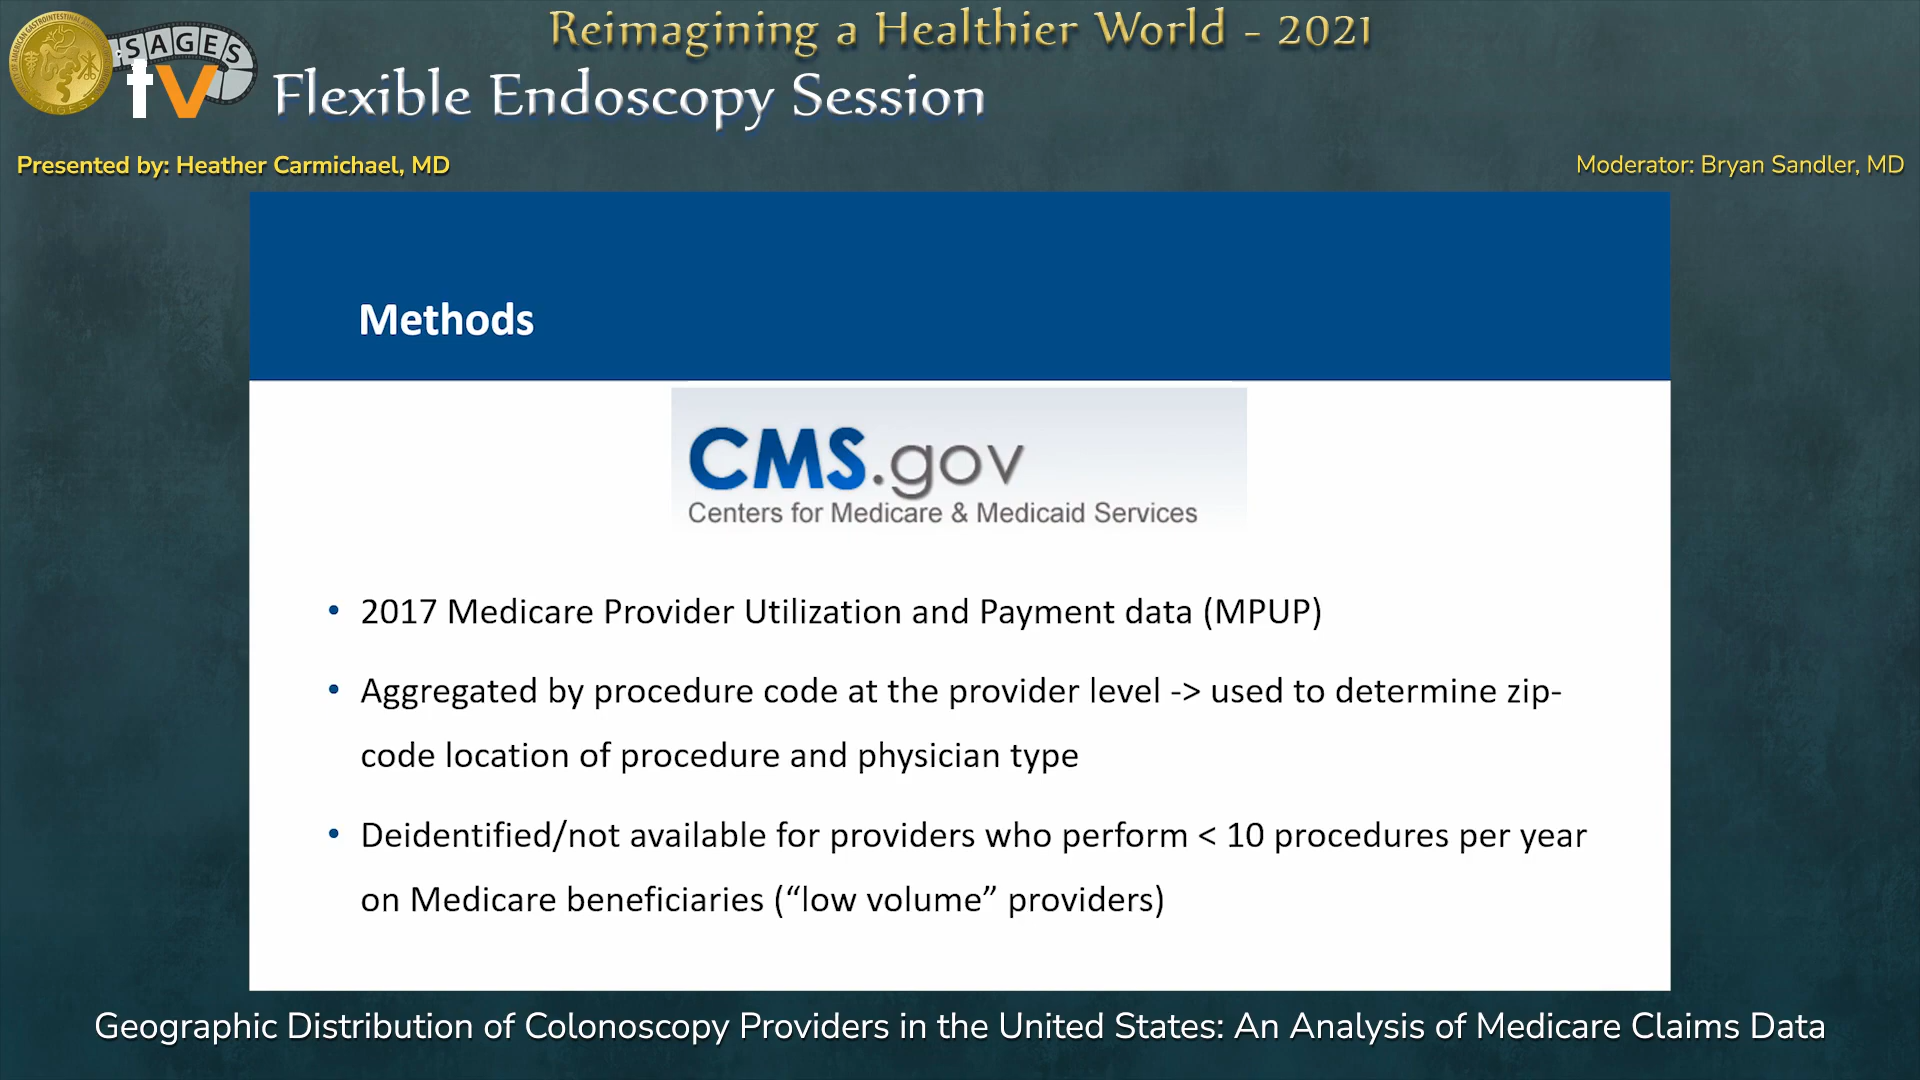 Reimagining a Healthier World - 2021
SAGES
tv
Flexible Endoscopy Session
Presented by: Heather Carmichael, MD
Moderator: Bryan Sandler, MD
Methods
CMS.gov
Centers for Medicare & Medicaid Services
• 2017 Medicare Provider Utilization and Payment data (MPUP)
• Aggregated by procedure code at the provider level -> used to determine zip-
code location of procedure and physician type
• Deidentified/not available for providers who perform < 10 procedures per year
on Medicare beneficiaries (“low volume” providers)
Geographic Distribution of Colonoscopy Providers in the United States: An Analysis of Medicare Claims Data